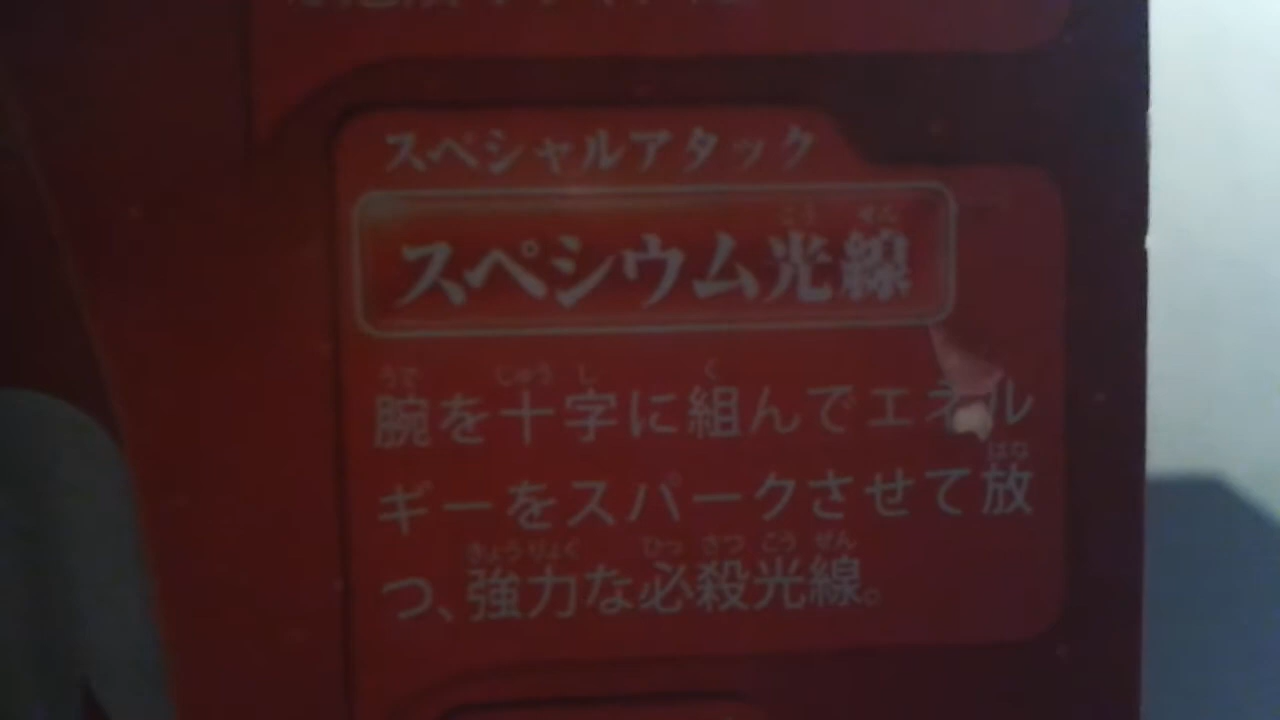 スペシャルアタック
スペシウム光線
腕を十字に組んでエネル
ギーをスパークさせて放
つ、強力な必殺光線。